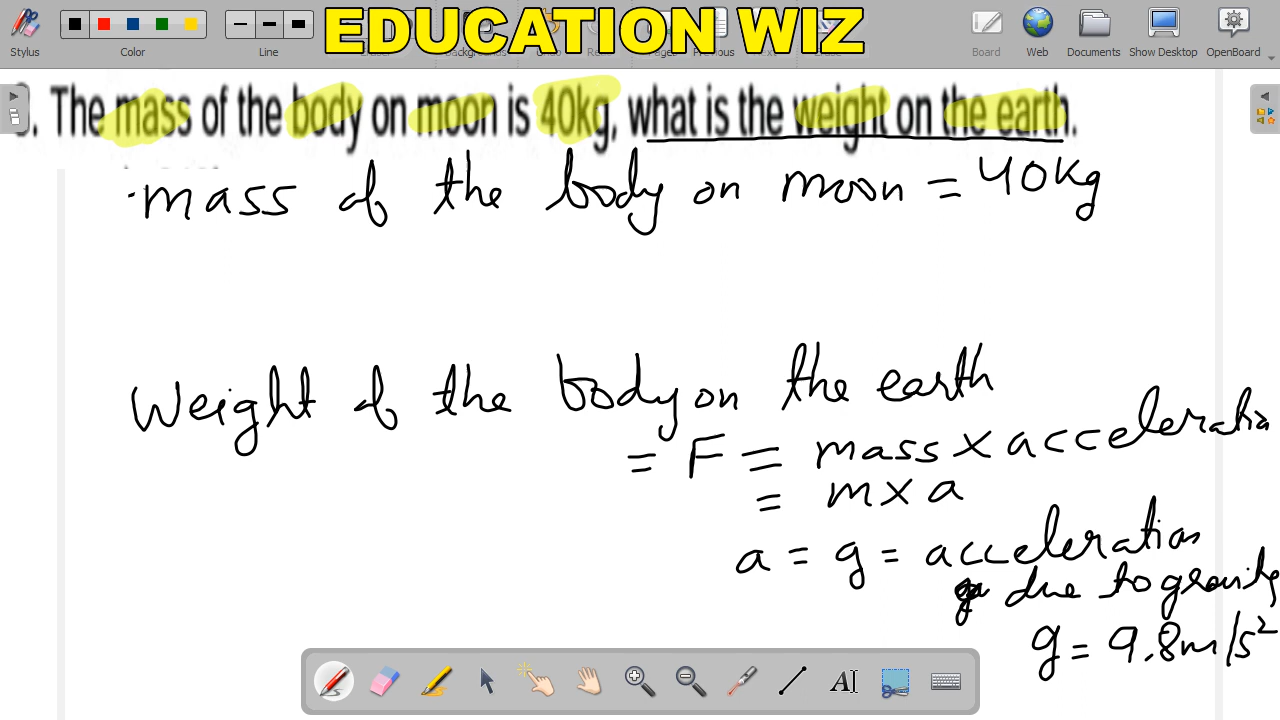 EDUCATION WIZ
Stylus
Color
Line
Board
Web
Documents
Show Desktop
OpenBoard
The mass of the body on moon is 40kg, what is the weight on the earth.
mass of the body on moon = 40kg
Weight of the body on the earth
= F = mass x acceleratio
= m x a
a = g = acceleration
due to gravity
g = 9.8m/s²